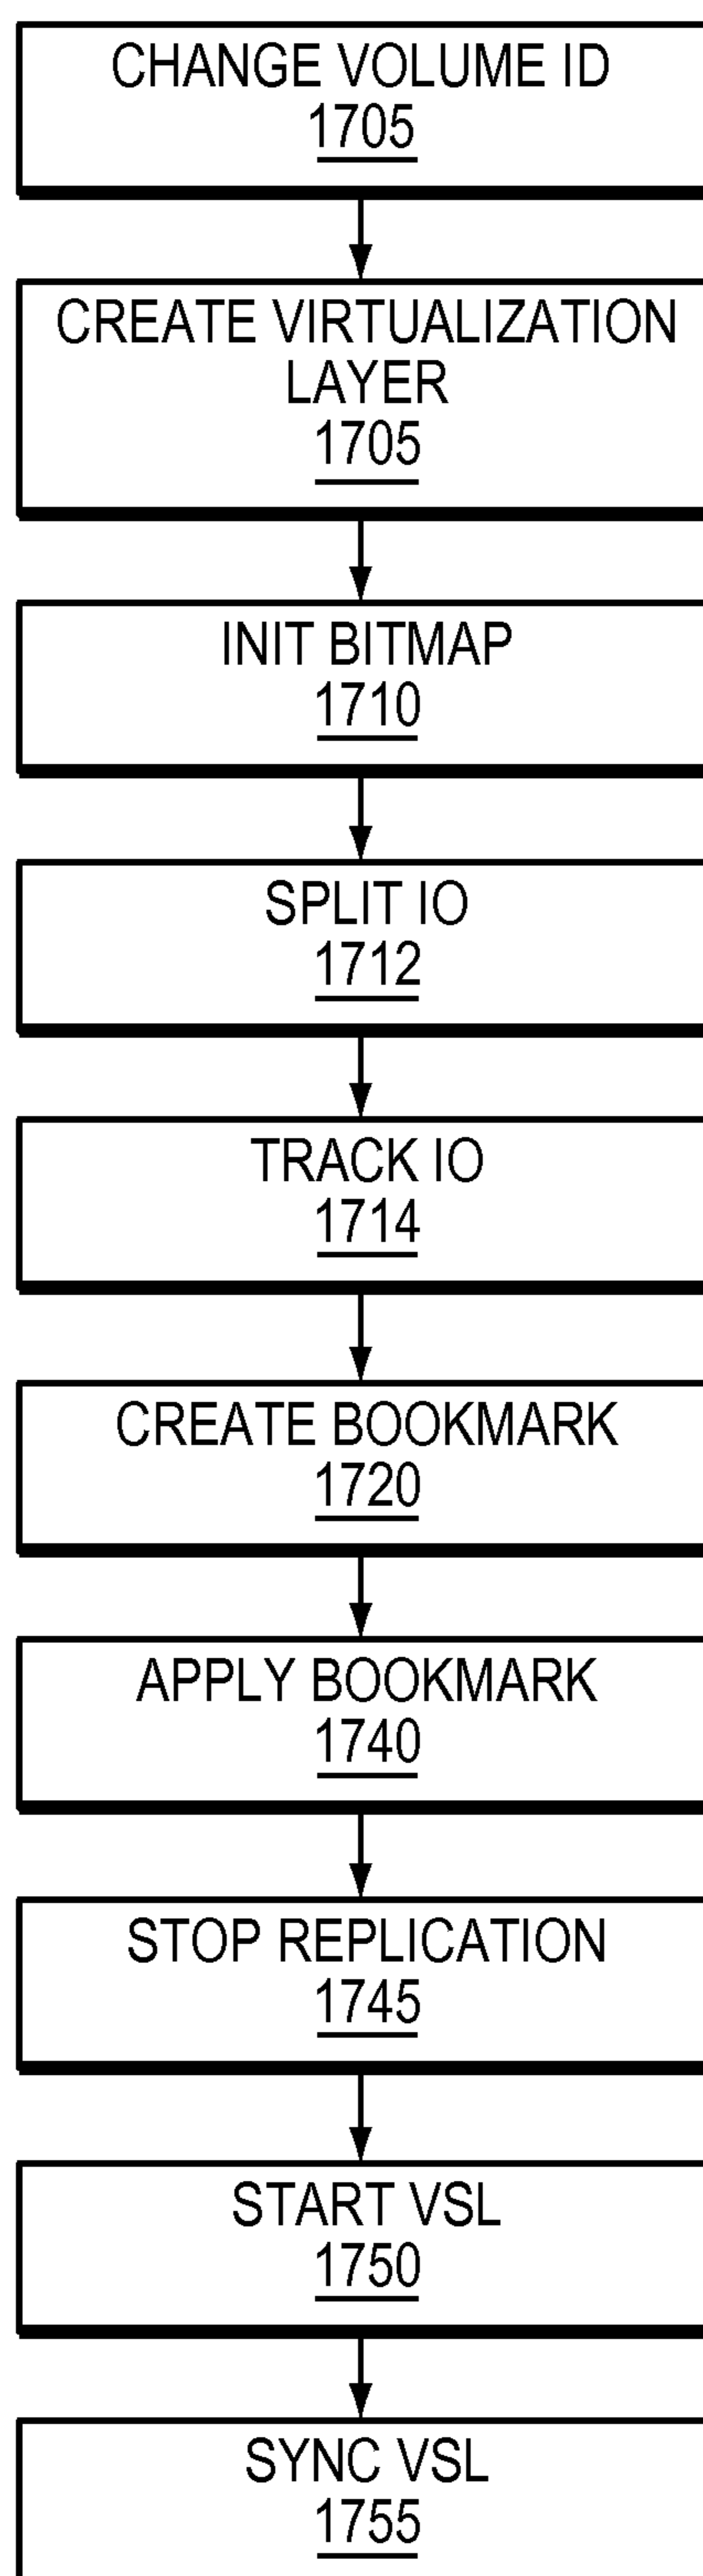 CHANGE VOLUME ID
1705
CREATE VIRTUALIZATION
LAYER
1705
INIT BITMAP
1710
SPLIT IO
1712
TRACK IO
1714
CREATE BOOKMARK
1720
APPLY BOOKMARK
1740
STOP REPLICATION
1745
START VSL
1750
SYNC VSL
1755